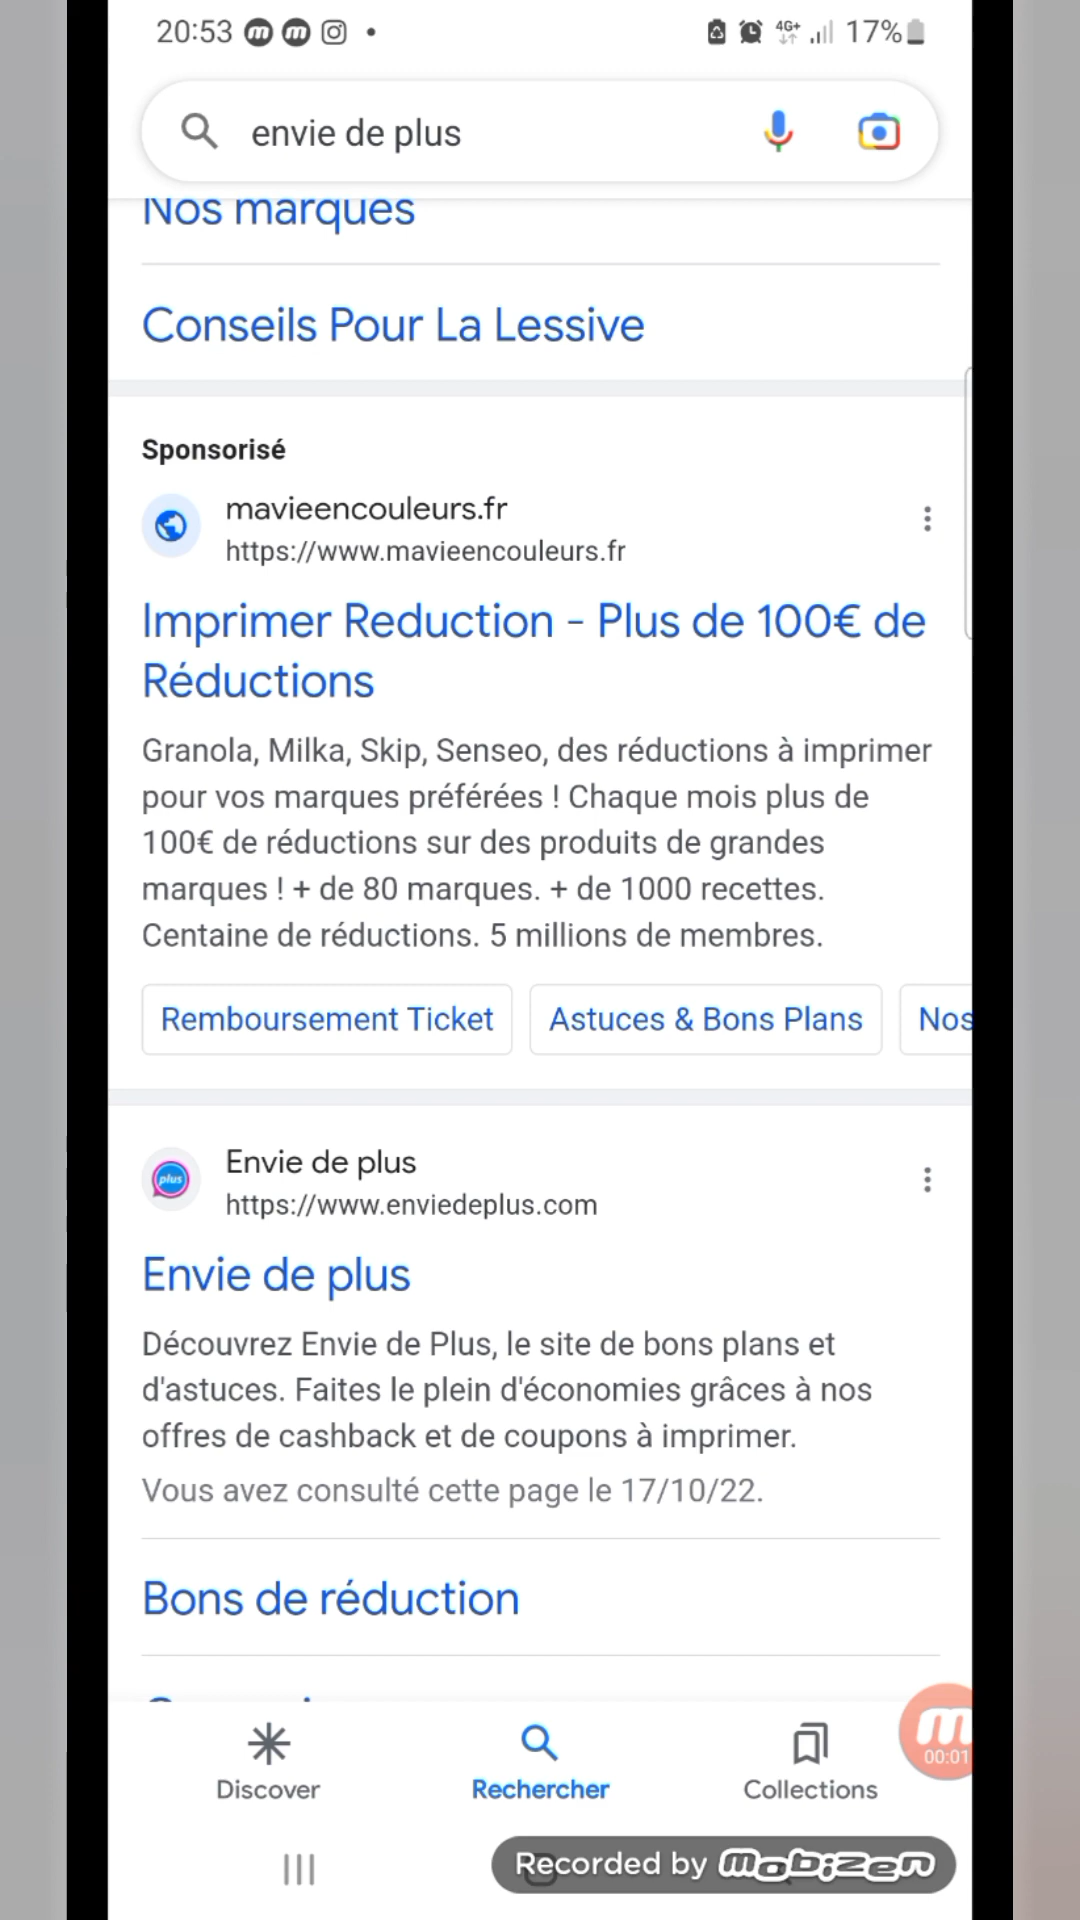 20:53
4G+
17%
envie de plus
Nos marques
Conseils Pour La Lessive
Sponsorisé
mavieencouleurs.fr
https://www.mavieencouleurs.fr
Imprimer Reduction - Plus de 100€ de
Réductions
Granola, Milka, Skip, Senseo, des réductions à imprimer
pour vos marques préférées ! Chaque mois plus de
100€ de réductions sur des produits de grandes
marques ! + de 80 marques. + de 1000 recettes.
Centaine de réductions. 5 millions de membres.
Remboursement Ticket
Astuces & Bons Plans
Nos
plus
Envie de plus
https://www.enviedeplus.com
Envie de plus
Découvrez Envie de Plus, le site de bons plans et
d'astuces. Faites le plein d'économies grâces à nos
offres de cashback et de coupons à imprimer.
Vous avez consulté cette page le 17/10/22.
Bons de réduction
00:01
Discover
Rechercher
Collections
Recorded by mobizen